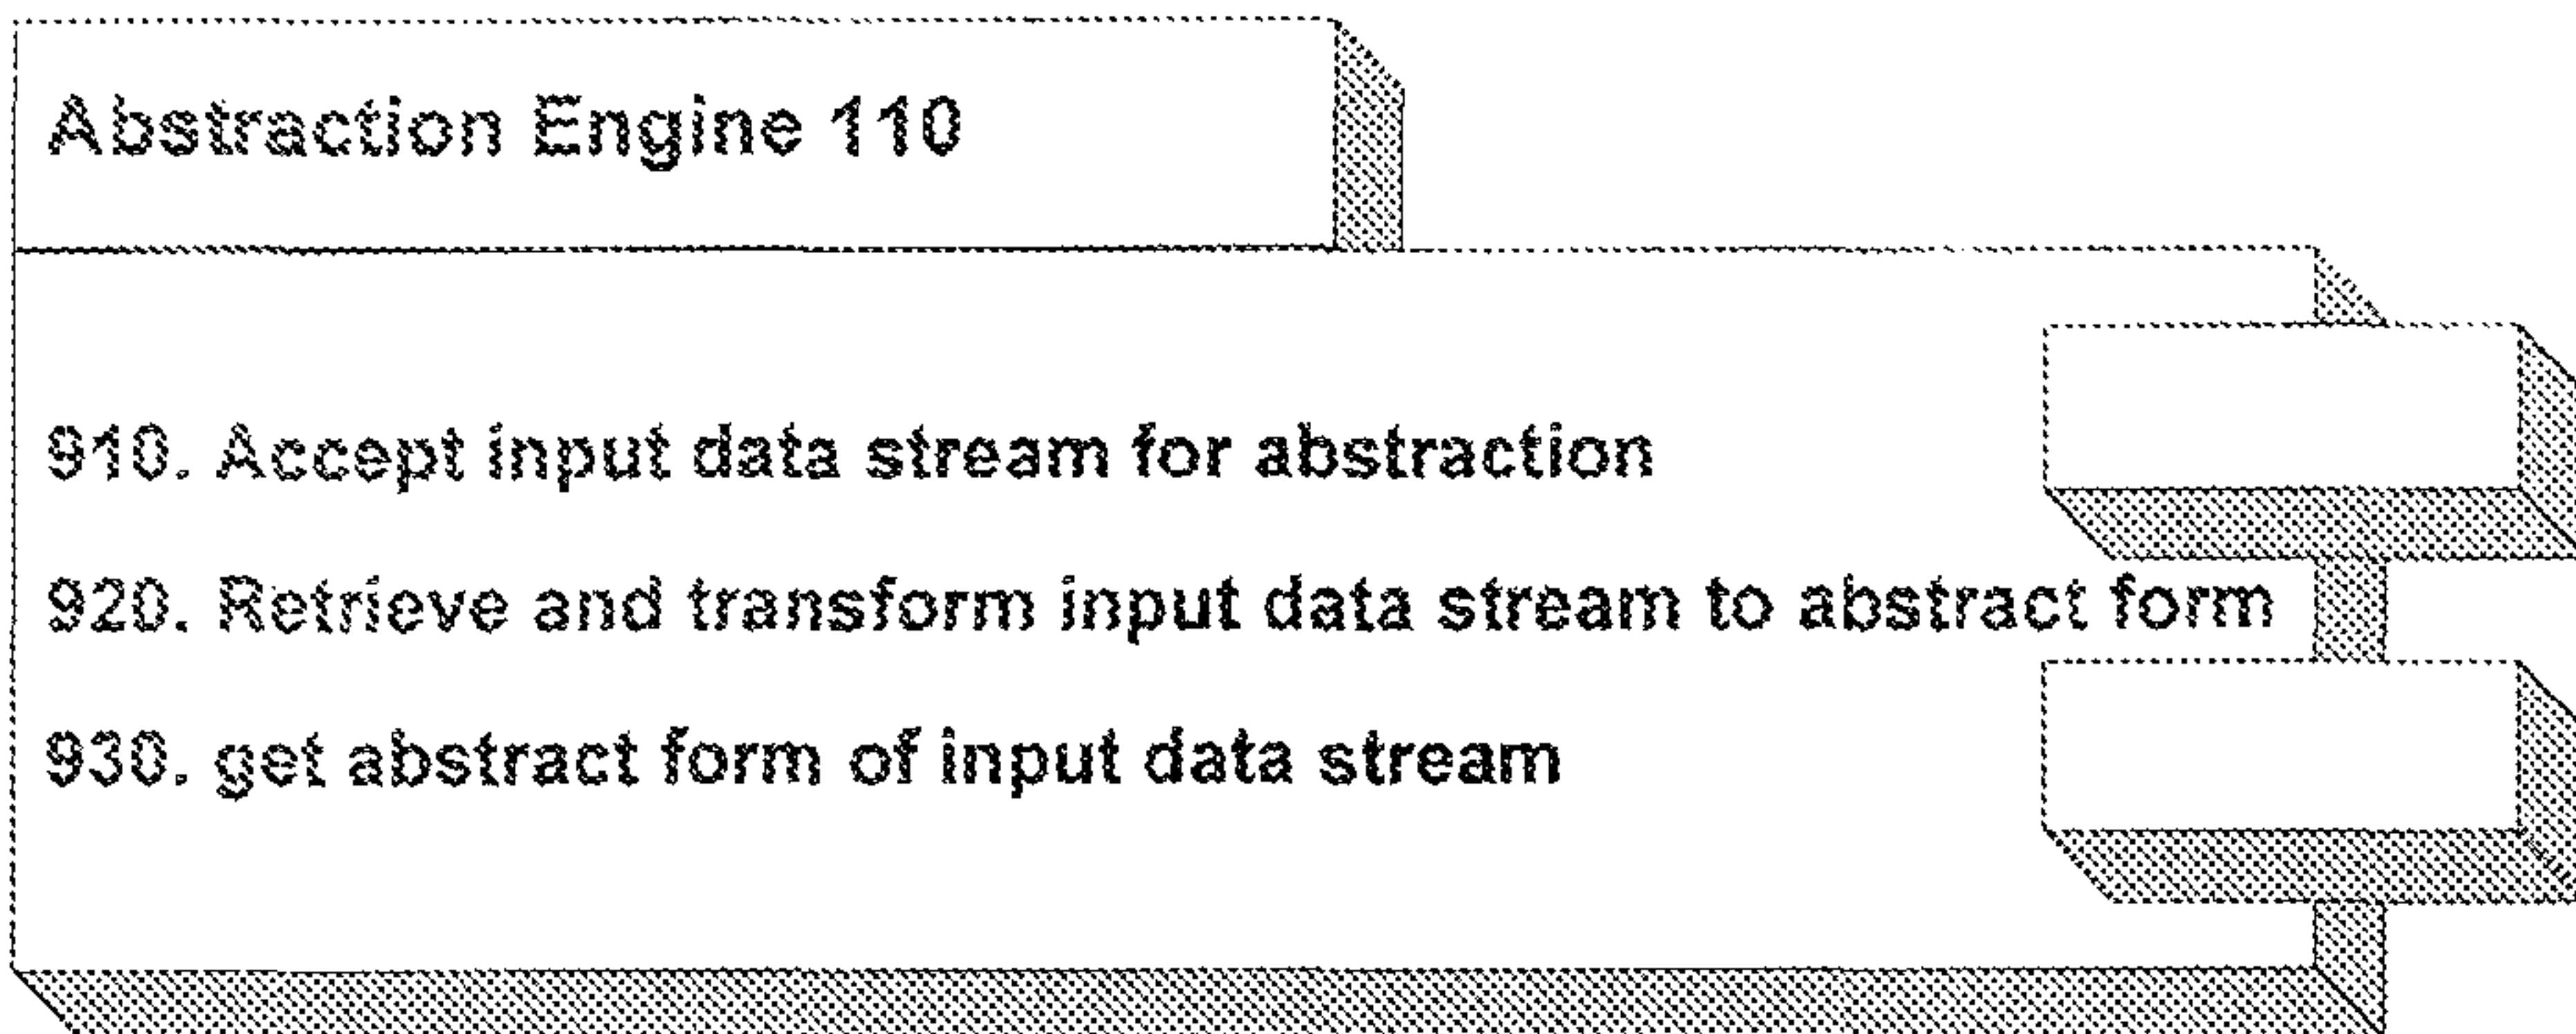 Abstraction Engine 110
910. Accept input data stream for abstraction
920. Retrieve and transform input data stream to abstract form
930. get abstract form of input data stream